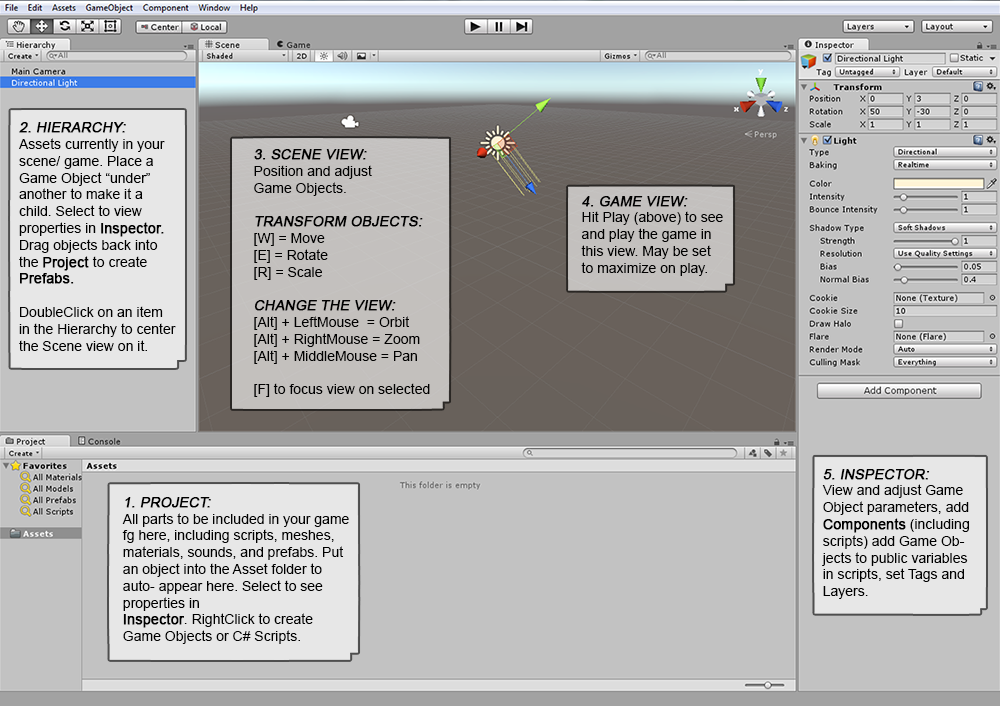 File Edit Assets GameObject Component Window Help
Center Local
Layers Layout
Hierarchy
Create All
Main Camera
Directional Light
2. HIERARCHY:
Assets currently in your
scene/ game. Place a
Game Object “under”
another to make it a
child. Select to view
properties in Inspector.
Drag objects back into
the Project to create
Prefabs.
DoubleClick on an item
in the Hierarchy to center
the Scene view on it.
Scene Game
Shaded 2D Gizmos All
y
x z
Persp
3. SCENE VIEW:
Position and adjust
Game Objects.
TRANSFORM OBJECTS:
[W] = Move
[E] = Rotate
[R] = Scale
CHANGE THE VIEW:
[Alt] + LeftMouse = Orbit
[Alt] + RightMouse = Zoom
[Alt] + MiddleMouse = Pan
[F] to focus view on selected
4. GAME VIEW:
Hit Play (above) to see
and play the game in
this view. May be set
to maximize on play.
Inspector
Directional Light Static
Tag Untagged Layer Default
Transform
Position X 0 Y 3 Z 0
Rotation X 50 Y -30 Z 0
Scale X 1 Y 1 Z 1
Light
Type Directional
Baking Realtime
Color
Intensity 1
Bounce Intensity 1
Shadow Type Soft Shadows
Strength 1
Resolution Use Quality Settings
Bias 0.05
Normal Bias 0.4
Cookie None (Texture)
Cookie Size 10
Draw Halo
Flare None (Flare)
Render Mode Auto
Culling Mask Everything
Add Component
5. INSPECTOR:
View and adjust Game
Object parameters, add
Components (including
scripts) add Game Ob-
jects to public variables
in scripts, set Tags and
Layers.
Project Console
Create
Favorites
All Materials
All Models
All Prefabs
All Scripts
Assets
Assets
This folder is empty
1. PROJECT:
All parts to be included in your game
fg here, including scripts, meshes,
materials, sounds, and prefabs. Put
an object into the Asset folder to
auto- appear here. Select to see
properties in
Inspector. RightClick to create
Game Objects or C# Scripts.